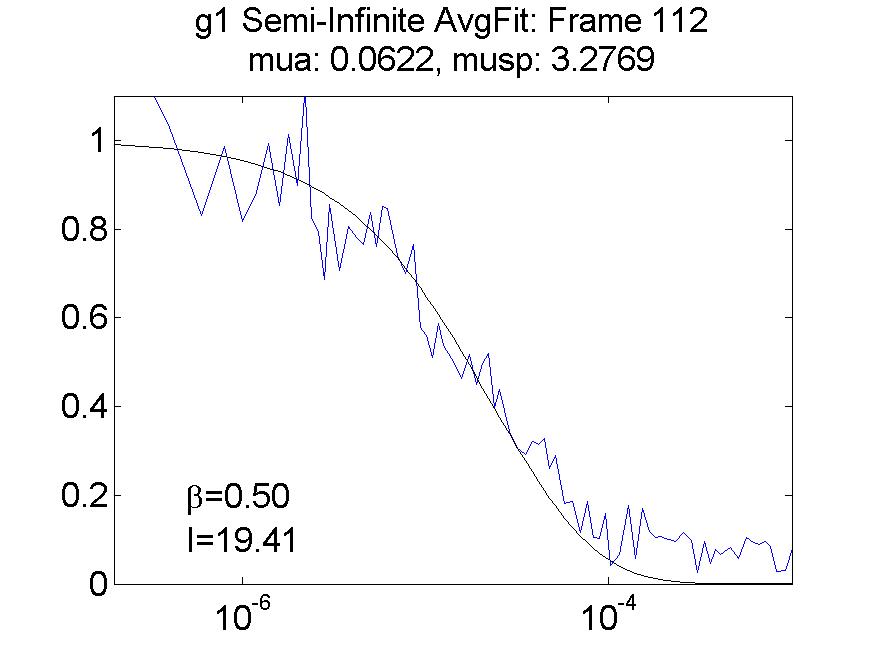 g1 Semi-Infinite AvgFit: Frame 112
mua: 0.0622, musp: 3.2769
1
0.8
0.6
0.4
0.2
0
β=0.50
I=19.41
10^-6
10^-4